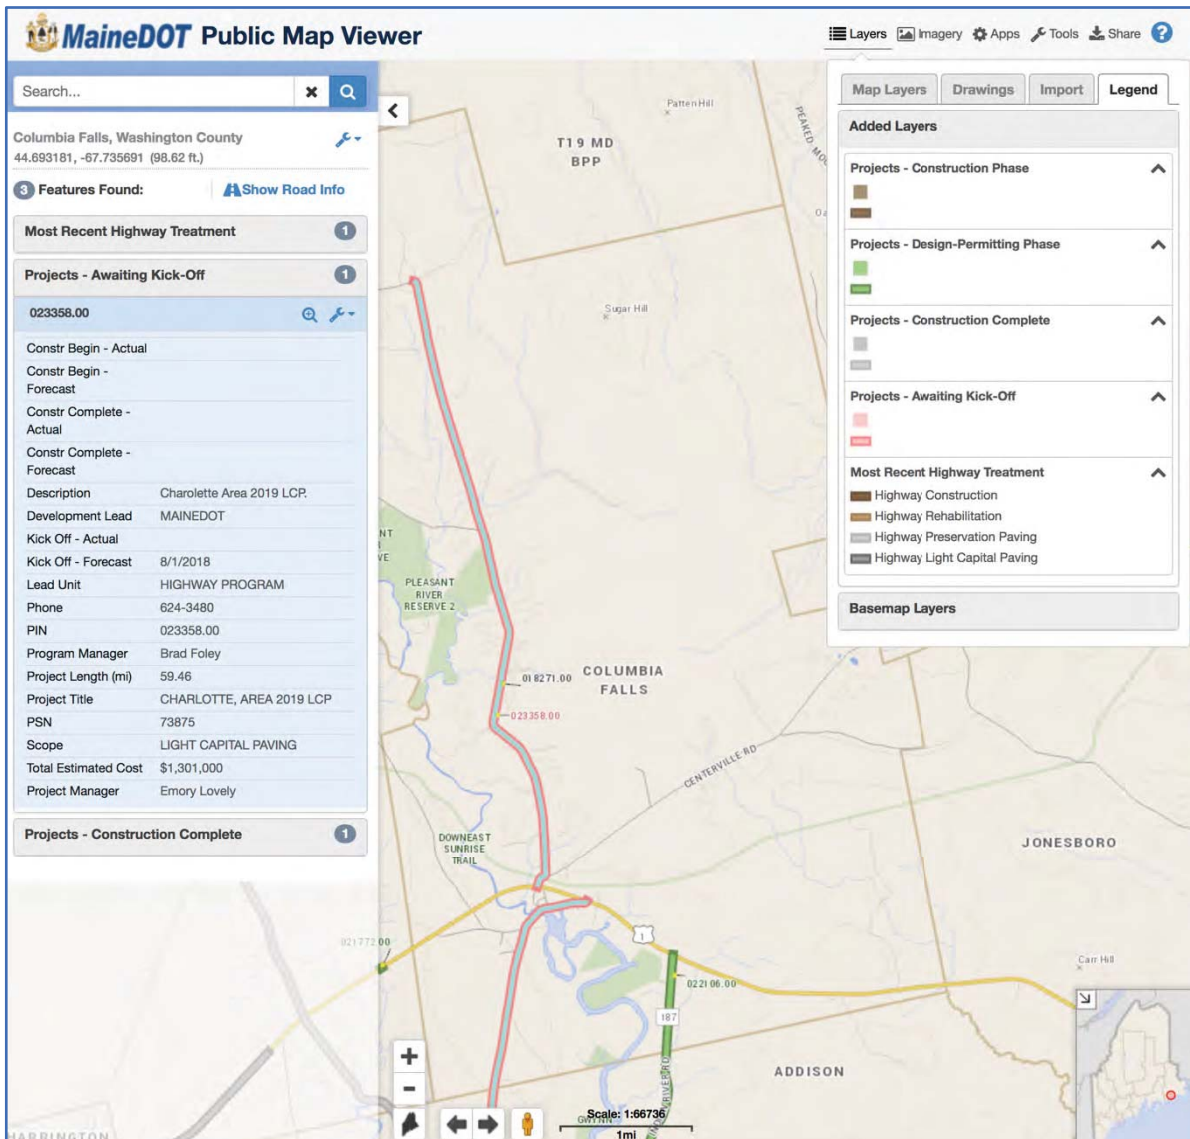 MaineDOT Public Map Viewer
Layers Imagery Apps Tools Share ?
Search...
Columbia Falls, Washington County
44.693181, -67.735691 (98.62 ft.)
3 Features Found: Show Road Info
Most Recent Highway Treatment 1
Projects - Awaiting Kick-Off 1
023358.00
Constr Begin - Actual
Constr Begin -
Forecast
Constr Complete -
Actual
Constr Complete -
Forecast
Description Charolette Area 2019 LCP.
Development Lead MAINEDOT
Kick Off - Actual
Kick Off - Forecast 8/1/2018
Lead Unit HIGHWAY PROGRAM
Phone 624-3480
PIN 023358.00
Program Manager Brad Foley
Project Length (mi) 59.46
Project Title CHARLOTTE, AREA 2019 LCP
PSN 73875
Scope LIGHT CAPITAL PAVING
Total Estimated Cost $1,301,000
Project Manager Emory Lovely
Projects - Construction Complete 1
Map Layers Drawings Import Legend
Added Layers
Projects - Construction Phase
Projects - Design-Permitting Phase
Projects - Construction Complete
Projects - Awaiting Kick-Off
Most Recent Highway Treatment
Highway Construction
Highway Rehabilitation
Highway Preservation Paving
Highway Light Capital Paving
Basemap Layers
Patten Hill
T19 MD
BPP
PEAKED
Sugar Hill
PLEASANT
RIVER
RESERVE 2
018271.00
COLUMBIA
FALLS
023358.00
CENTERVILLE RD
DOWNEAST
SUNRISE
TRAIL
JONESBORO
1
021772.00
Carr Hill
022106.00
187
ADDISON
RIVER RD
Scale: 1:66736
1mi
HARRINGTON